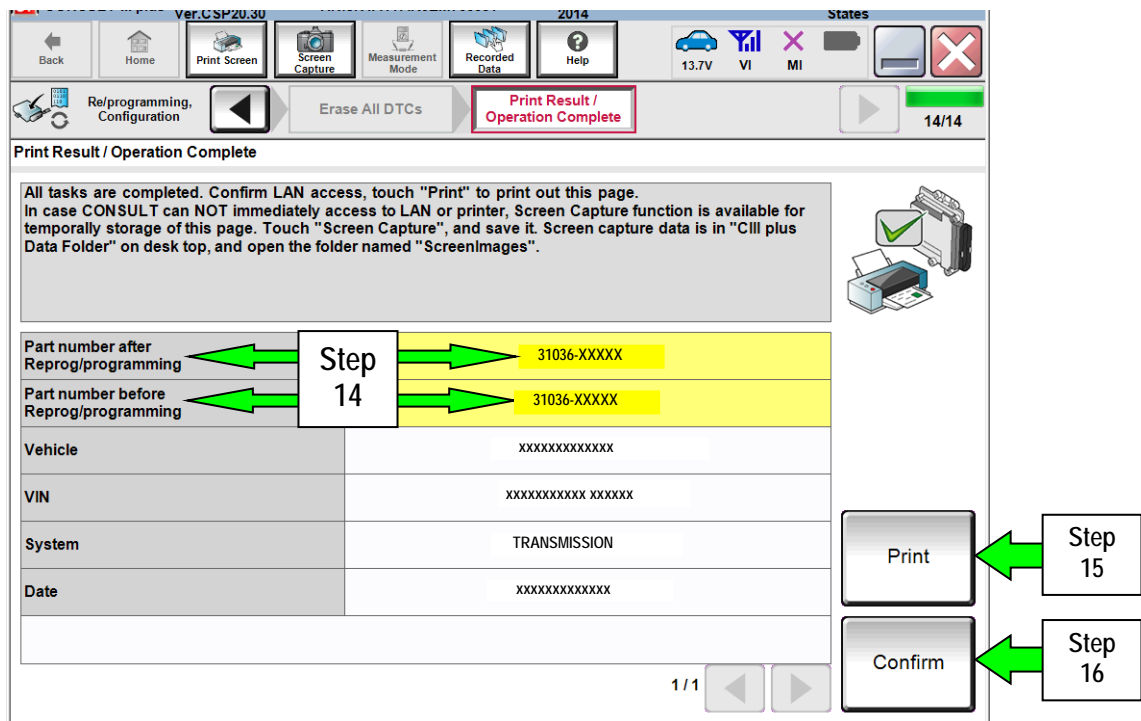 Ver.CSP20.30
2014
States
Back
Home
Print Screen
Screen
Capture
Measurement
Mode
Recorded
Data
Help
13.7V
VI
MI
Re/programming,
Configuration
Erase All DTCs
Print Result /
Operation Complete
14/14
Print Result / Operation Complete
All tasks are completed. Confirm LAN access, touch "Print" to print out this page.
In case CONSULT can NOT immediately access to LAN or printer, Screen Capture function is available for
temporally storage of this page. Touch "Screen Capture", and save it. Screen capture data is in "CIII plus
Data Folder" on desk top, and open the folder named "ScreenImages".
Part number after
Reprog/programming
31036-XXXXX
Step
14
Part number before
Reprog/programming
31036-XXXXX
Vehicle
XXXXXXXXXXXXX
VIN
XXXXXXXXXXX XXXXXX
System
TRANSMISSION
Date
XXXXXXXXXXXXX
Print
Step
15
Confirm
Step
16
1/1